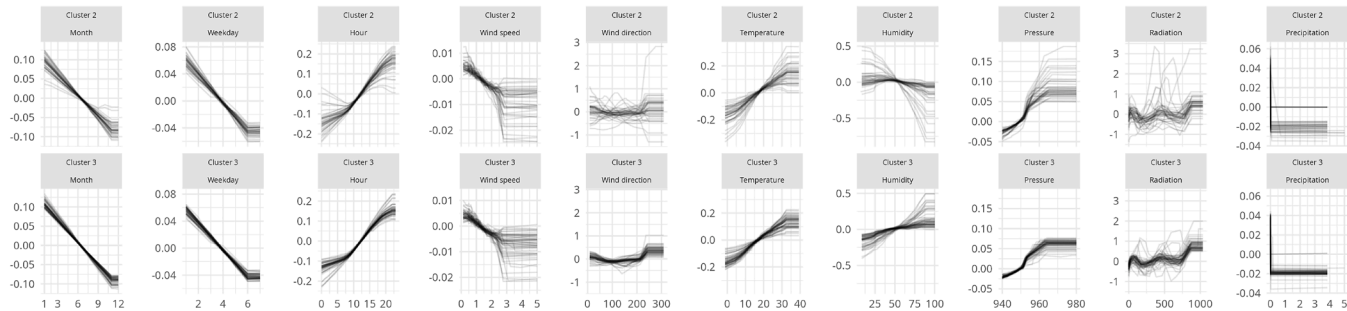 Cluster 2 Cluster 2 Cluster 2 Cluster 2 Cluster 2 Cluster 2 Cluster 2 Cluster 2 Cluster 2 Cluster 2
Month Weekday Hour Wind speed Wind direction Temperature Humidity Pressure Radiation Precipitation
0.10 0.08 0.2 0.01 3 0.2 0.5 0.15 3 0.06
0.05 0.04 0.1 0.00 2 0.0 0.0 0.10 2 0.04
0.00 0.00 0.0 -0.01 1 -0.2 -0.5 0.05 1 0.02
-0.05 -0.04 -0.1 -0.02 0 0.00 0 0.00
-0.10 -0.2 -1 -0.05 -1 -0.02
-0.04
Cluster 3 Cluster 3 Cluster 3 Cluster 3 Cluster 3 Cluster 3 Cluster 3 Cluster 3 Cluster 3 Cluster 3
Month Weekday Hour Wind speed Wind direction Temperature Humidity Pressure Radiation Precipitation
0.10 0.08 0.2 0.01 3 0.2 0.5 0.15 3 0.06
0.05 0.04 0.1 0.00 2 0.0 0.0 0.10 2 0.04
0.00 0.00 0.0 -0.01 1 -0.2 -0.5 0.05 1 0.02
-0.05 -0.04 -0.1 -0.02 0 0.00 0 0.00
-0.10 -0.2 -1 -0.05 -1 -0.02
-0.04
1 3 5 8 10 12 2 4 6 0 5 10 15 20 0 1 2 3 4 5 0 100 200 300 0 10 20 30 40 25 50 75 100 940 960 980 0 500 1000 0 1 2 3 4 5